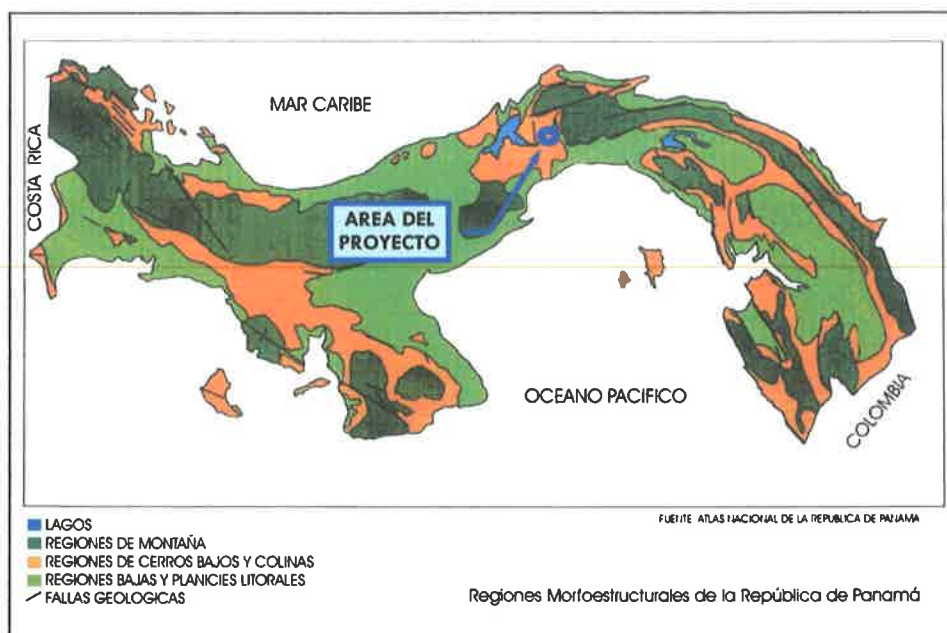 MAR CARIBE
COSTA RICA
AREA DEL
PROYECTO
OCEANO PACIFICO
COLOMBIA
FUENTE ATLAS NACIONAL DE LA REPUBLICA DE PANAMA
LAGOS
REGIONES DE MONTAÑA
REGIONES DE CERROS BAJOS Y COLINAS
REGIONES BAJAS Y PLANICIES LITORALES
FALLAS GEOLOGICAS
Regiones Morfoestructurales de la República de Panamá